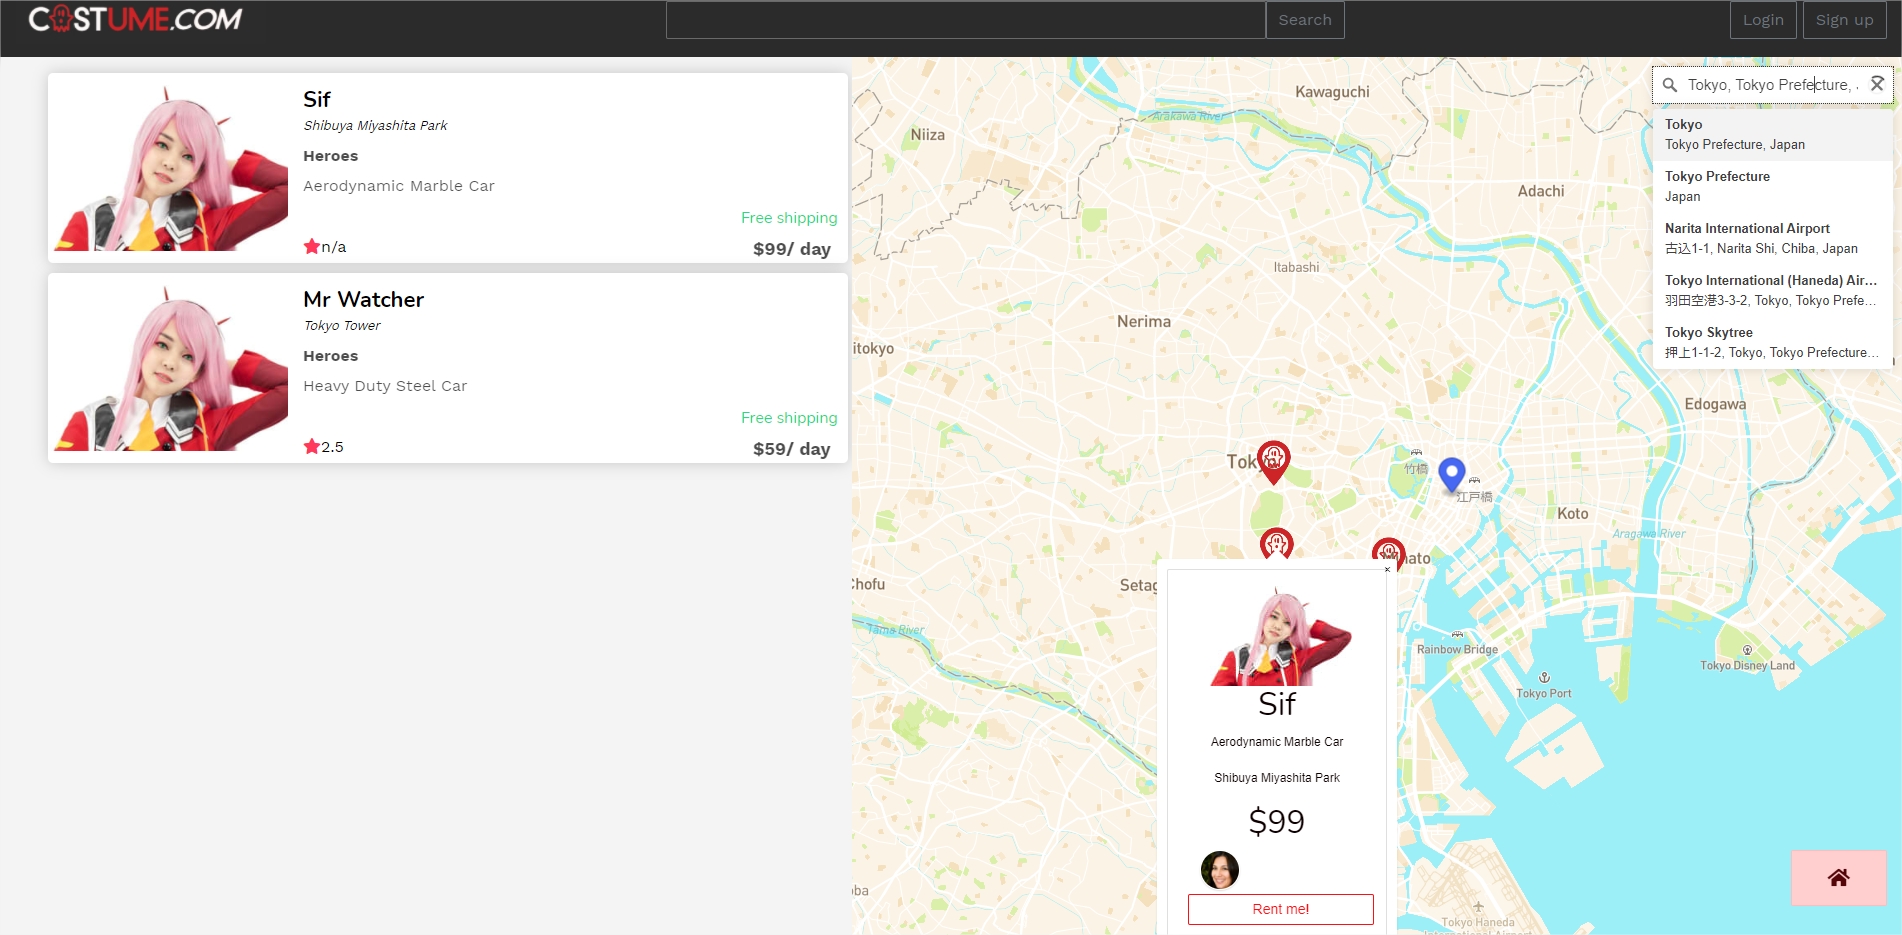 COSTUME.COM
Search
Login
Sign up
Sif
Shibuya Miyashita Park
Heroes
Aerodynamic Marble Car
Free shipping
n/a
$99/ day
Mr Watcher
Tokyo Tower
Heroes
Heavy Duty Steel Car
Free shipping
2.5
$59/ day
Tokyo, Tokyo Prefecture,
Tokyo
Tokyo Prefecture, Japan
Tokyo Prefecture
Japan
Narita International Airport
古込1-1, Narita Shi, Chiba, Japan
Tokyo International (Haneda) Air...
羽田空港3-3-2, Tokyo, Tokyo Prefe...
Tokyo Skytree
押上1-1-2, Tokyo, Tokyo Prefecture...
Kawaguchi
Arakawa River
Niiza
Adachi
Itabashi
Nerima
itokyo
Edogawa
竹橋
江戸橋
Koto
Aragawa River
Chofu
Setag
Tama River
Rainbow Bridge
Tokyo Disney Land
Tokyo Port
×
Sif
Aerodynamic Marble Car
Shibuya Miyashita Park
$99
Rent me!
Tokyo Haneda